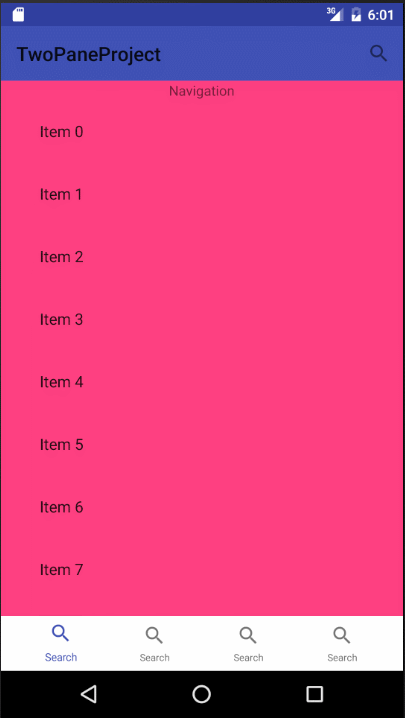 3G 6:01
TwoPaneProject
Navigation
Item 0
Item 1
Item 2
Item 3
Item 4
Item 5
Item 6
Item 7
Search Search Search Search